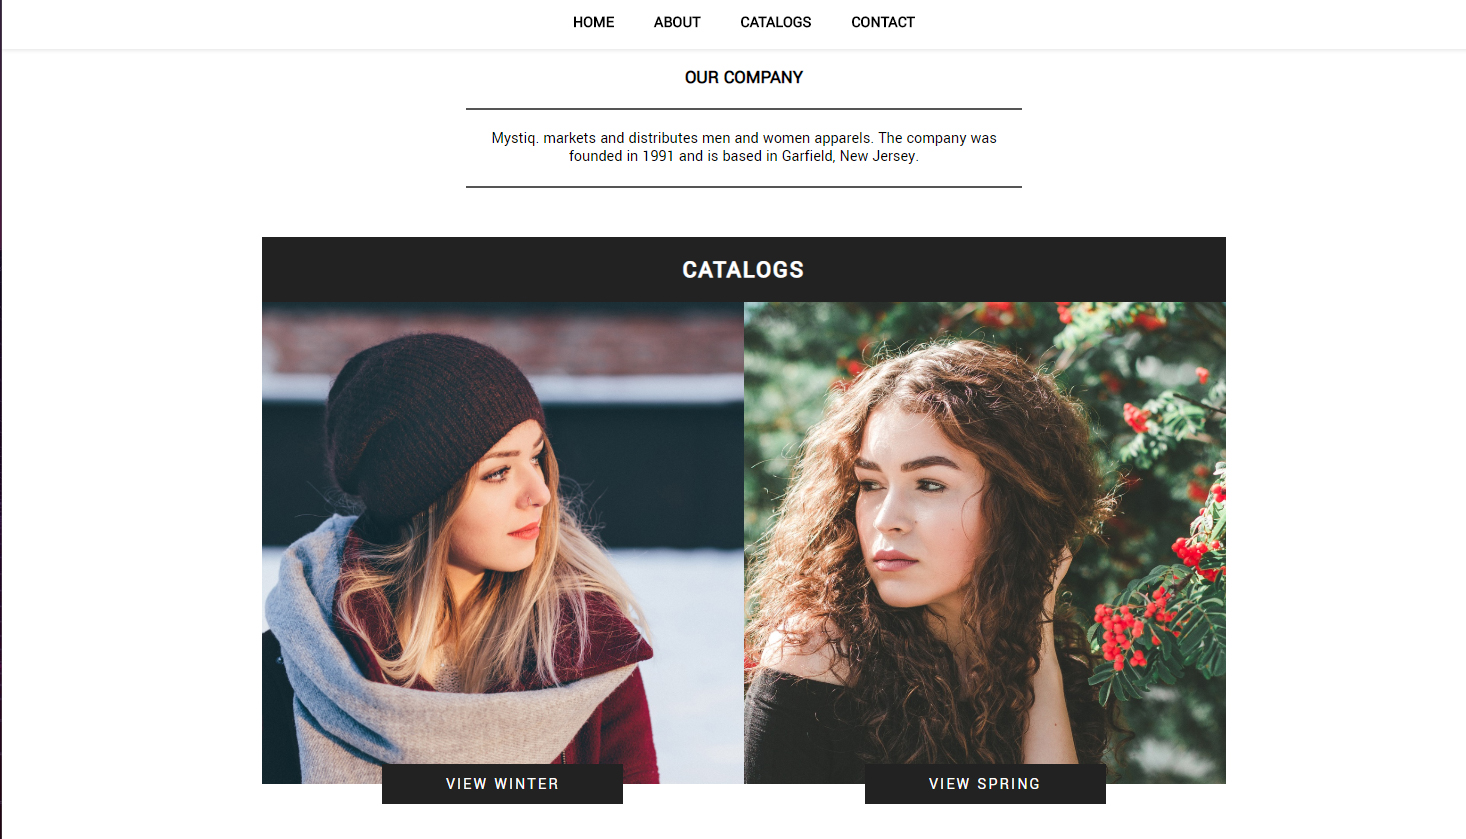 HOME ABOUT CATALOGS CONTACT
OUR COMPANY
Mystiq. markets and distributes men and women apparels. The company was
founded in 1991 and is based in Garfield, New Jersey.
CATALOGS
VIEW WINTER VIEW SPRING